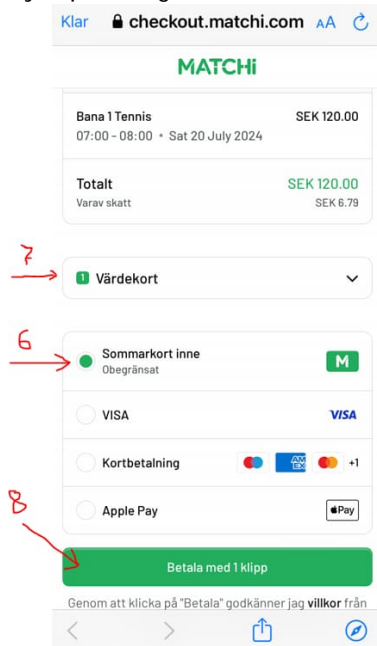 Klar checkout.matchi.com AA
MATCHi
Bana 1 Tennis SEK 120.00
07:00 - 08:00 • Sat 20 July 2024
Totalt SEK 120.00
Varav skatt SEK 6.79
7
1 Värdekort
6
Sommarkort inne M
Obegränsat
VISA VISA
Kortbetalning AM EX +1
8
Apple Pay Pay
Betala med 1 klipp
Genom att klicka på "Betala" godkänner jag villkor från